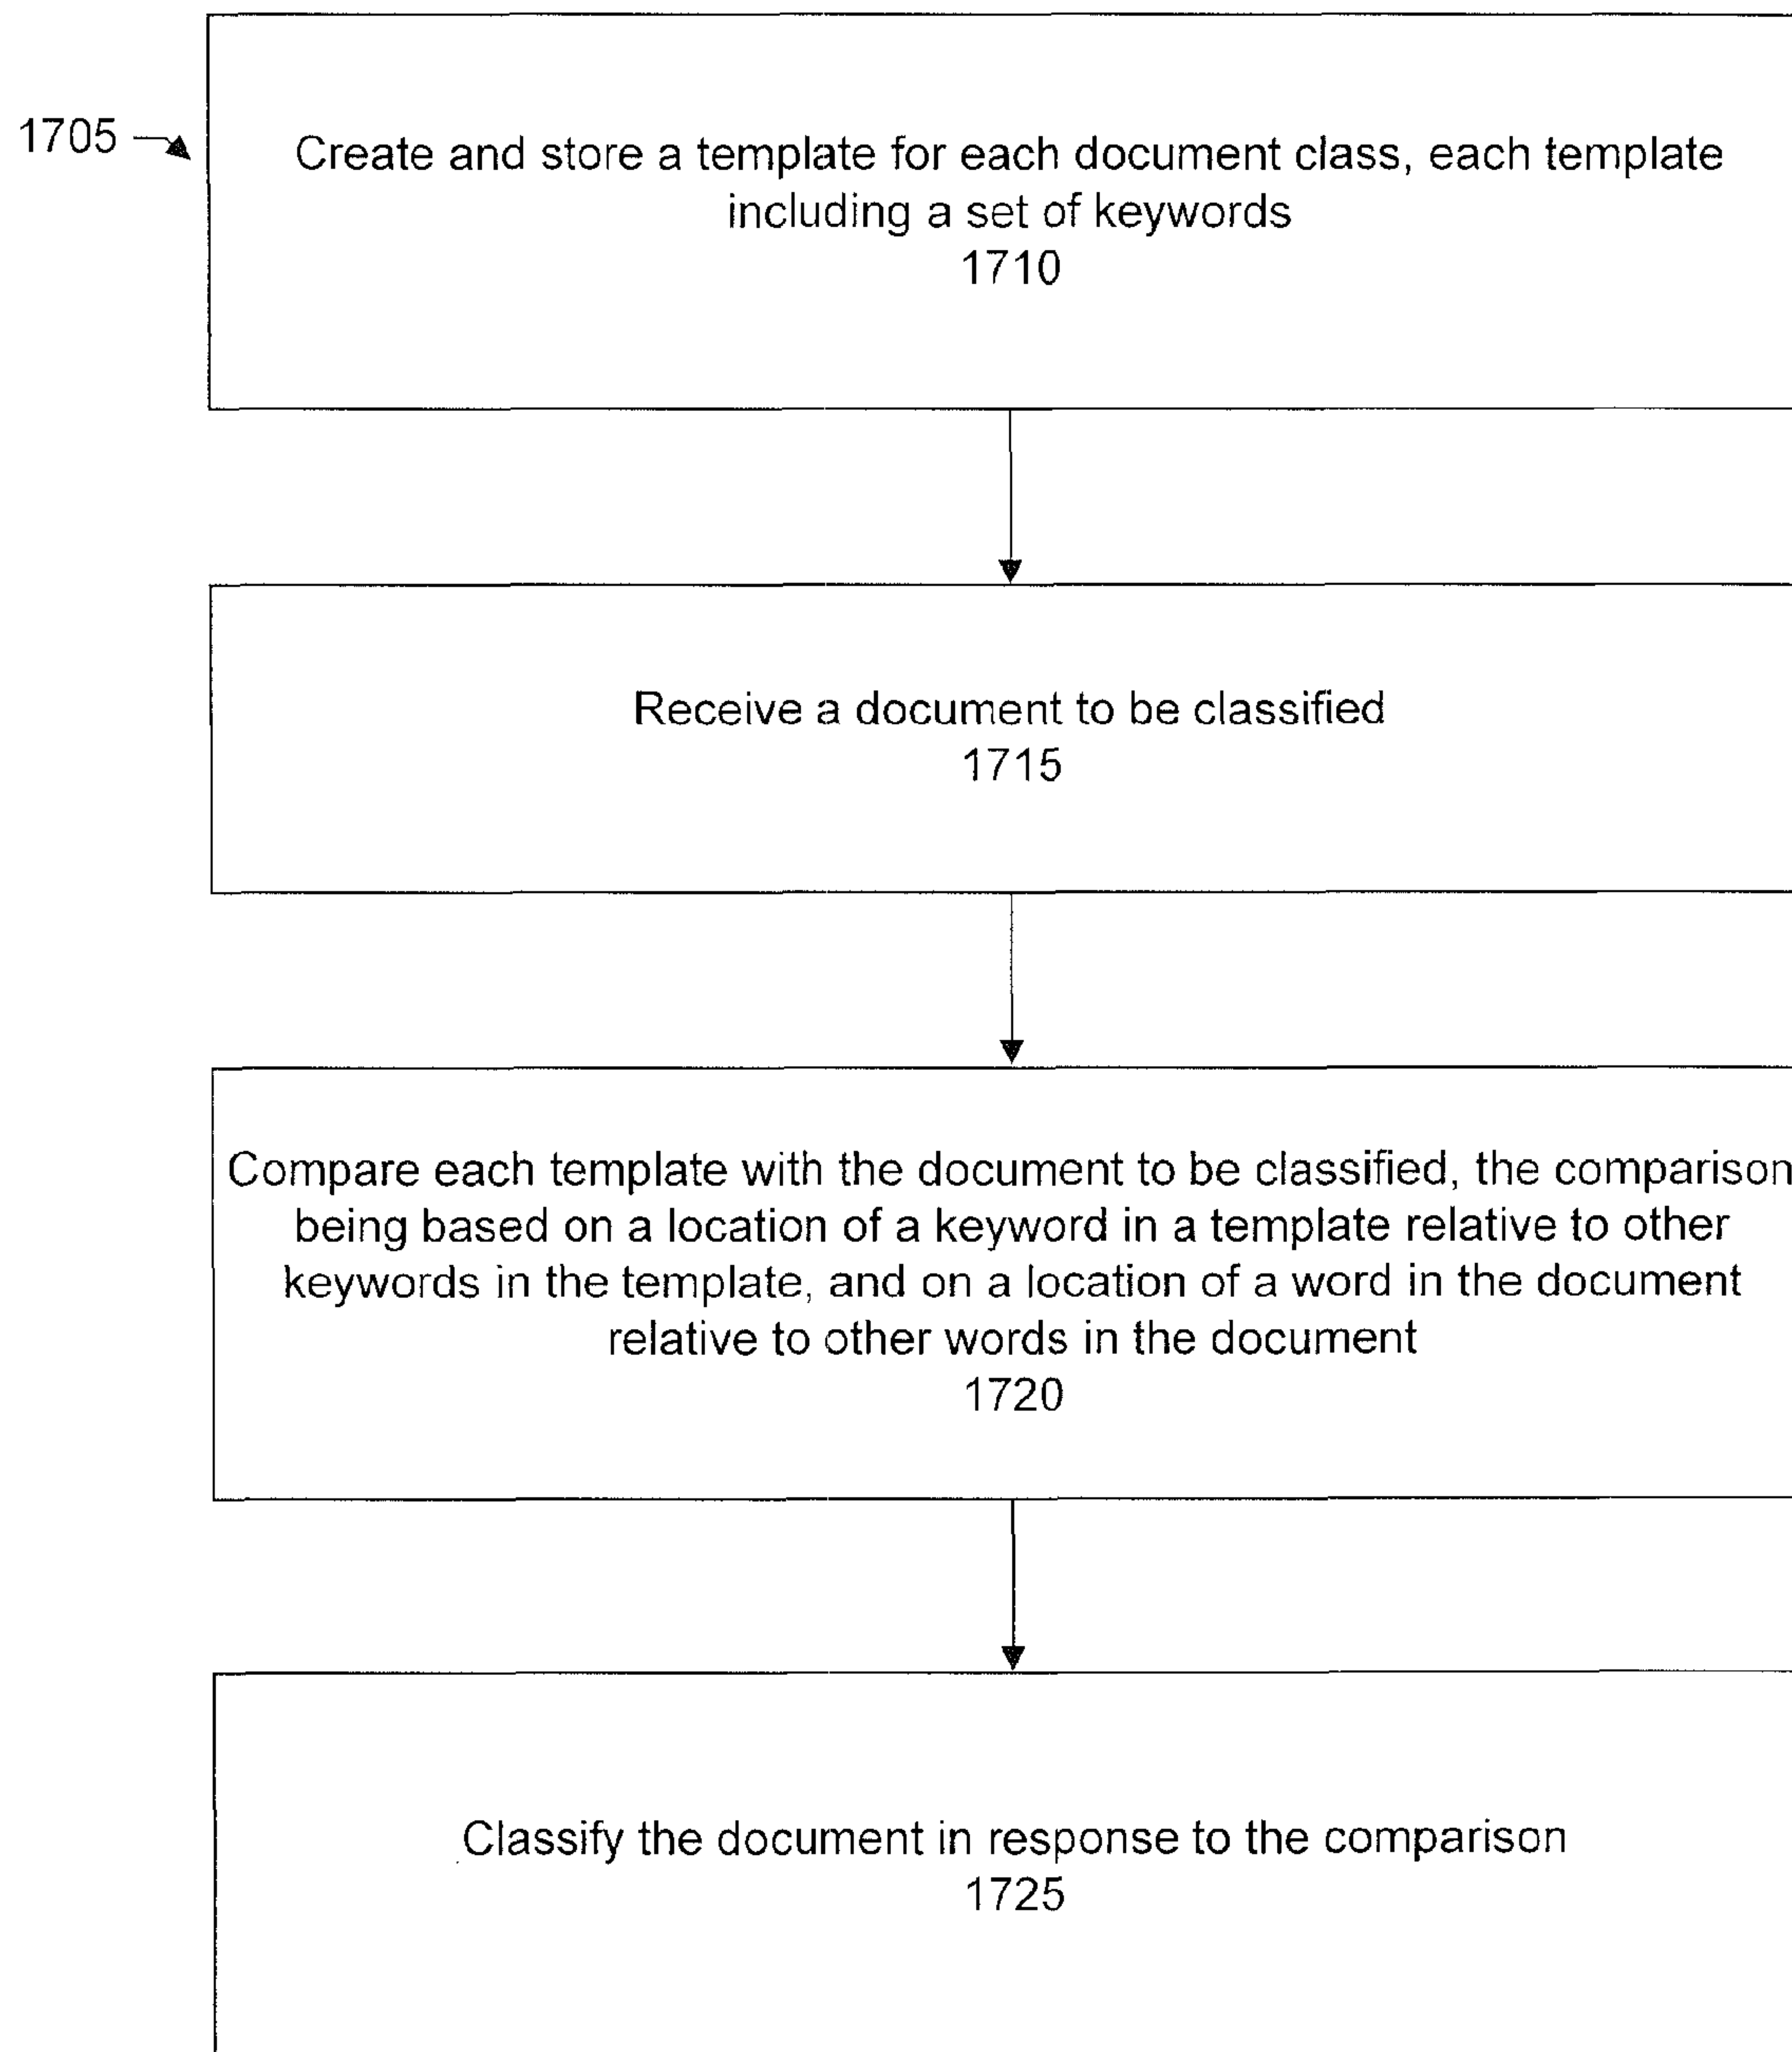 1705
Create and store a template for each document class, each template
including a set of keywords
1710
Receive a document to be classified
1715
Compare each template with the document to be classified, the comparison
being based on a location of a keyword in a template relative to other
keywords in the template, and on a location of a word in the document
relative to other words in the document
1720
Classify the document in response to the comparison
1725